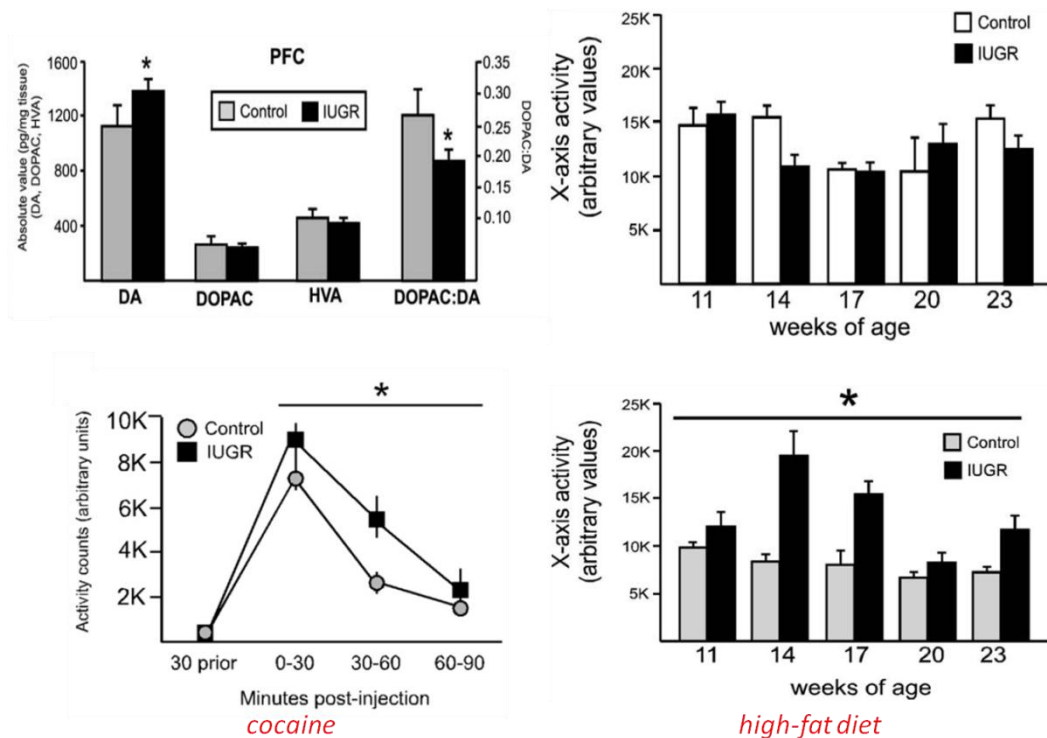 PFC
Control
IUGR
1600
1200
800
400
Absolute value (pg/mg tissue)
(DA, DOPAC, HVA)
*
*
0.35
0.30
0.25
0.20
0.15
0.10
DOPAC:DA
DA
DOPAC
HVA
DOPAC:DA
25K
20K
15K
10K
5K
X-axis activity
(arbitrary values)
Control
IUGR
11
14
17
20
23
weeks of age
10K
8K
6K
4K
2K
Activity counts (arbitrary units)
Control
IUGR
*
30 prior
0-30
30-60
60-90
Minutes post-injection
cocaine
25K
20K
15K
10K
5K
X-axis activity
(arbitrary values)
*
Control
IUGR
11
14
17
20
23
weeks of age
high-fat diet